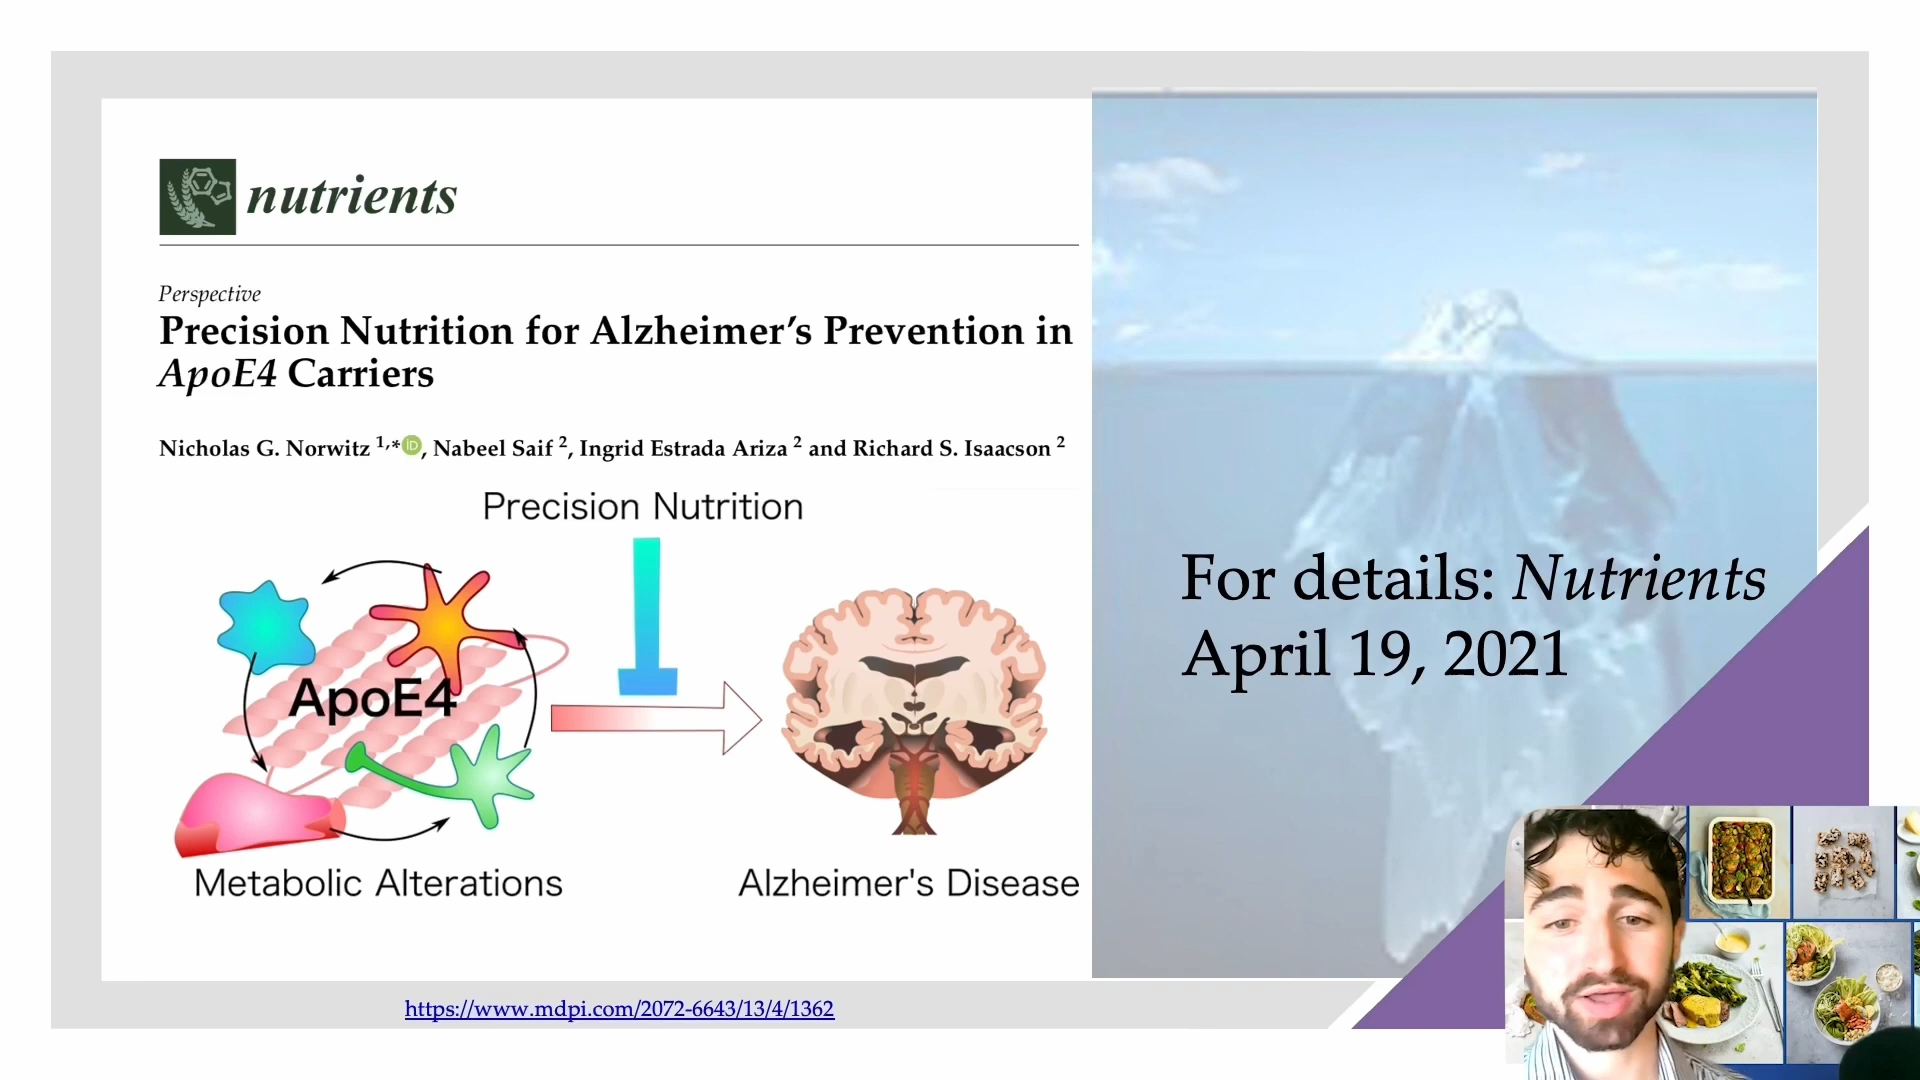 nutrients
Perspective
Precision Nutrition for Alzheimer’s Prevention in
ApoE4 Carriers
Nicholas G. Norwitz 1,* iD, Nabeel Saif 2, Ingrid Estrada Ariza 2 and Richard S. Isaacson 2
Precision Nutrition
ApoE4
Metabolic Alterations
Alzheimer's Disease
For details: Nutrients
April 19, 2021
https://www.mdpi.com/2072-6643/13/4/1362